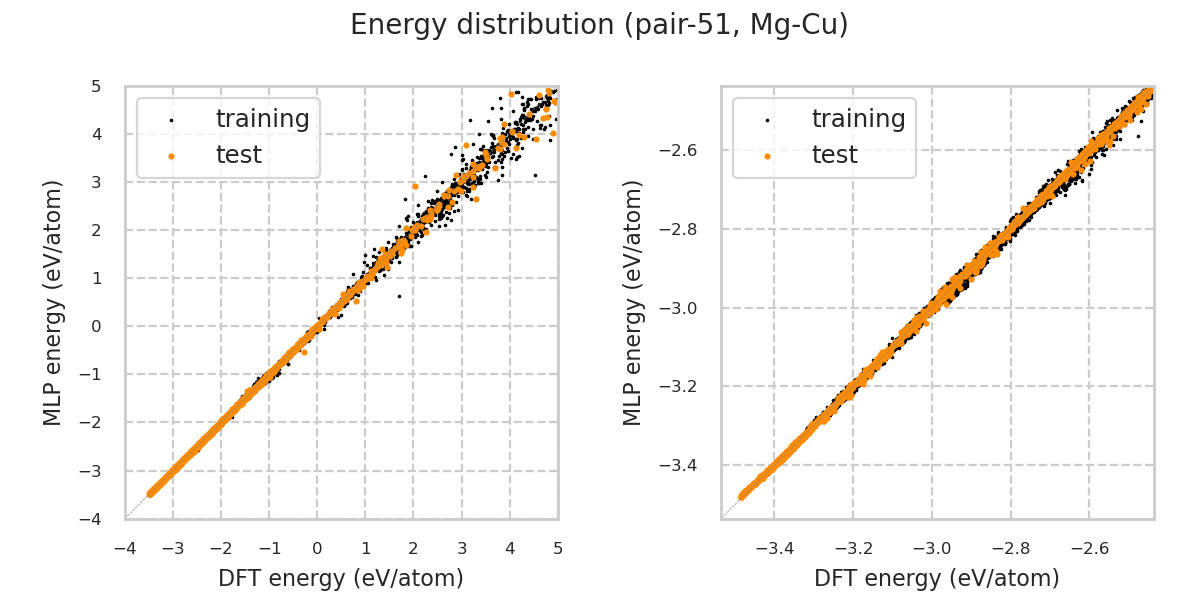 Energy distribution (pair-51, Mg-Cu)
5
4
3
2
1
0
−1
−2
−3
−4
−4 −3 −2 −1 0 1 2 3 4 5
MLP energy (eV/atom)
DFT energy (eV/atom)
training
test
−2.6
−2.8
−3.0
−3.2
−3.4
−3.4 −3.2 −3.0 −2.8 −2.6
MLP energy (eV/atom)
DFT energy (eV/atom)
training
test